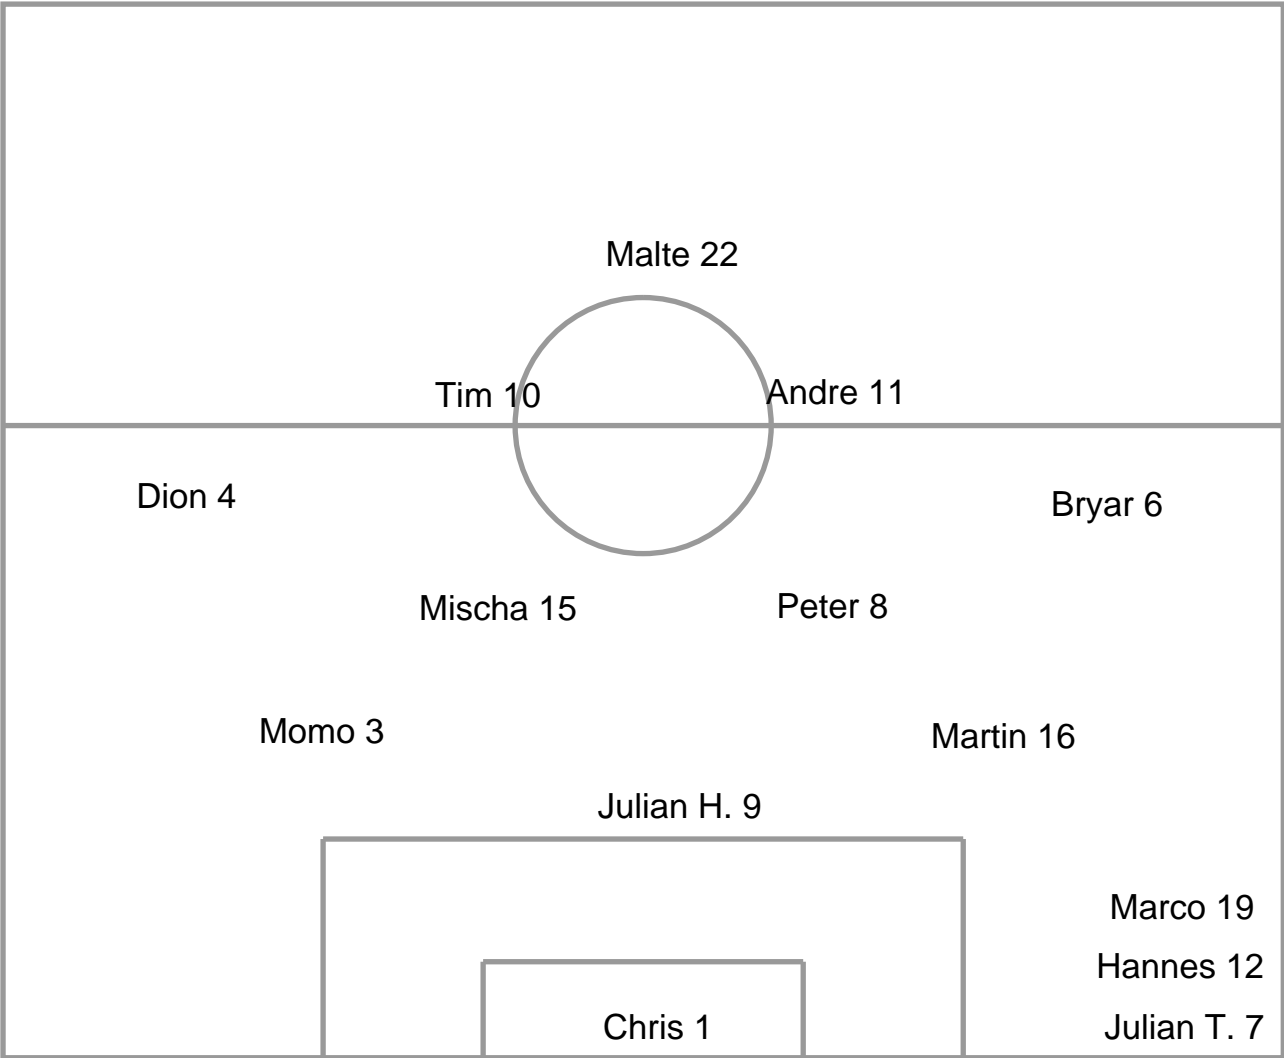 Malte 22
Tim 10
Andre 11
Dion 4
Bryar 6
Mischa 15
Peter 8
Momo 3
Martin 16
Julian H. 9
Marco 19
Hannes 12
Chris 1
Julian T. 7